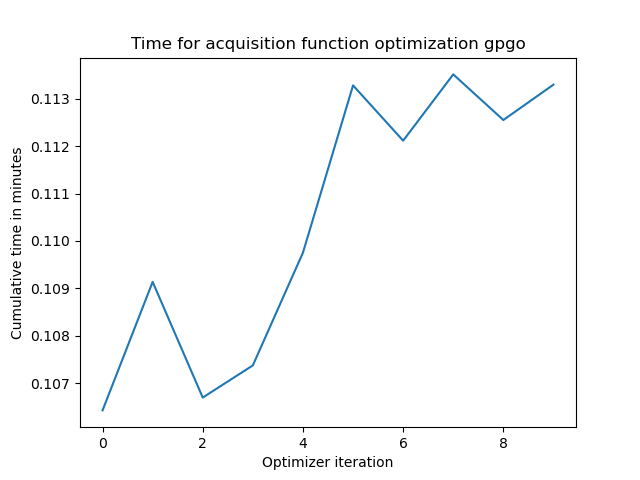 Time for acquisition function optimization gpgo
Cumulative time in minutes
0.113
0.112
0.111
0.110
0.109
0.108
0.107
0 2 4 6 8
Optimizer iteration